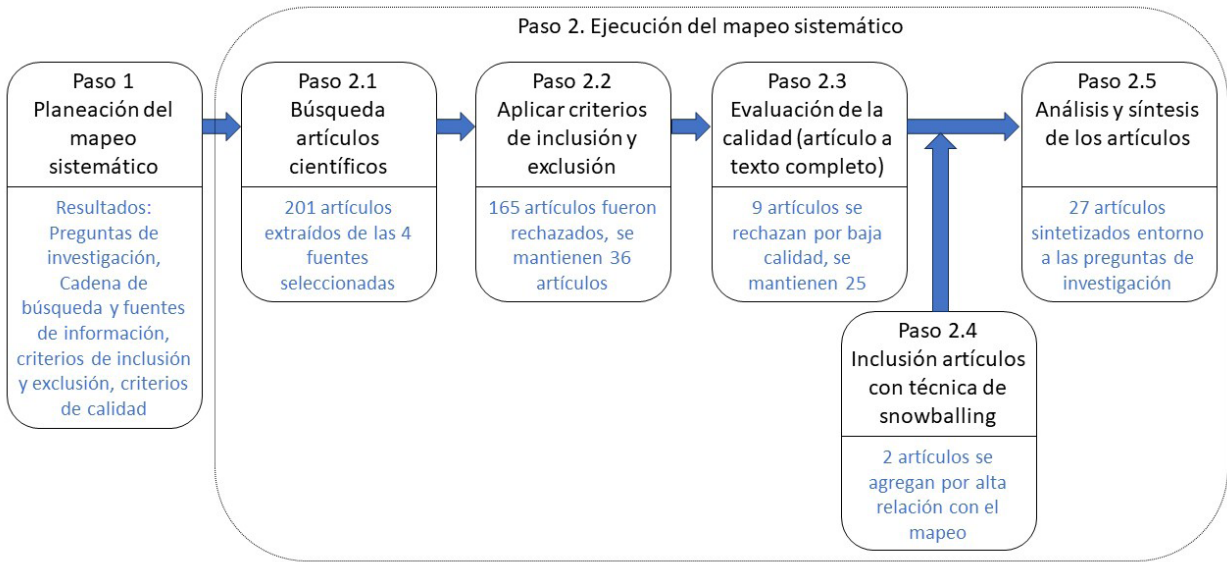 Paso 2. Ejecución del mapeo sistemático
Paso 1
Planeación del
mapeo
sistemático
Resultados:
Preguntas de
investigación,
Cadena de
búsqueda y fuentes
de información,
criterios de inclusión
y exclusión, criterios
de calidad
Paso 2.1
Búsqueda
artículos
científicos
201 artículos
extraídos de las 4
fuentes
seleccionadas
Paso 2.2
Aplicar criterios
de inclusión y
exclusión
165 artículos fueron
rechazados, se
mantienen 36
artículos
Paso 2.3
Evaluación de la
calidad (artículo a
texto completo)
9 artículos se
rechazan por baja
calidad, se
mantienen 25
Paso 2.4
Inclusión artículos
con técnica de
snowballing
2 artículos se
agregan por alta
relación con el
mapeo
Paso 2.5
Análisis y síntesis
de los artículos
27 artículos
sintetizados entorno
a las preguntas de
investigación